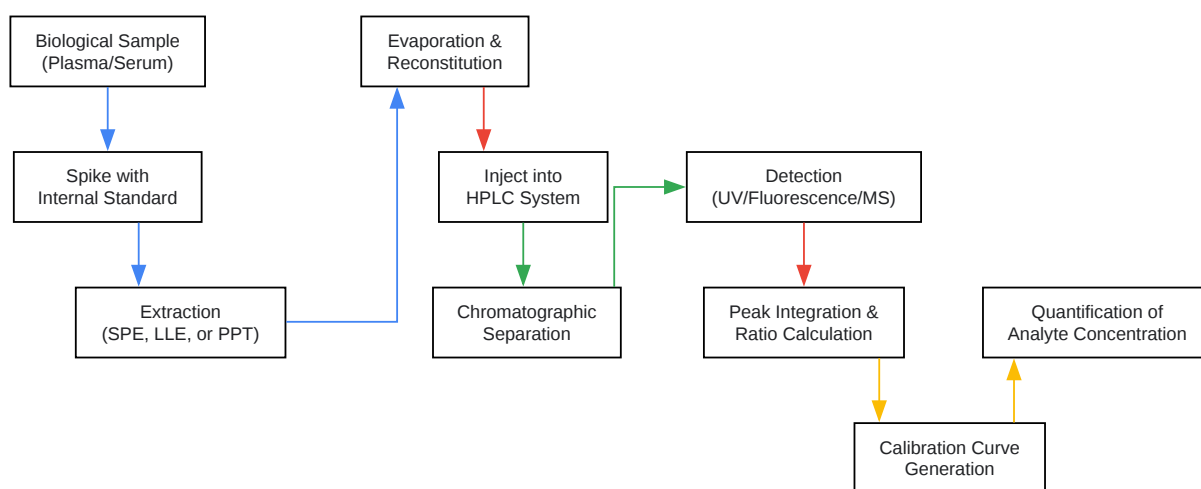 Biological Sample
(Plasma/Serum)
Spike with
Internal Standard
Extraction
(SPE, LLE, or PPT)
Evaporation &
Reconstitution
Inject into
HPLC System
Chromatographic
Separation
Detection
(UV/Fluorescence/MS)
Peak Integration &
Ratio Calculation
Calibration Curve
Generation
Quantification of
Analyte Concentration